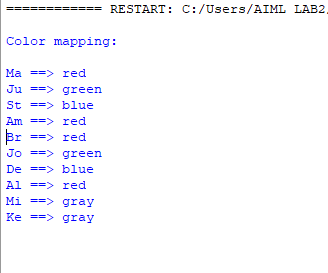 ============ RESTART: C:/Users/AIML LAB2/
Color mapping:
Ma ==> red
Ju ==> green
St ==> blue
Am ==> red
Br ==> red
Jo ==> green
De ==> blue
Al ==> red
Mi ==> gray
Ke ==> gray